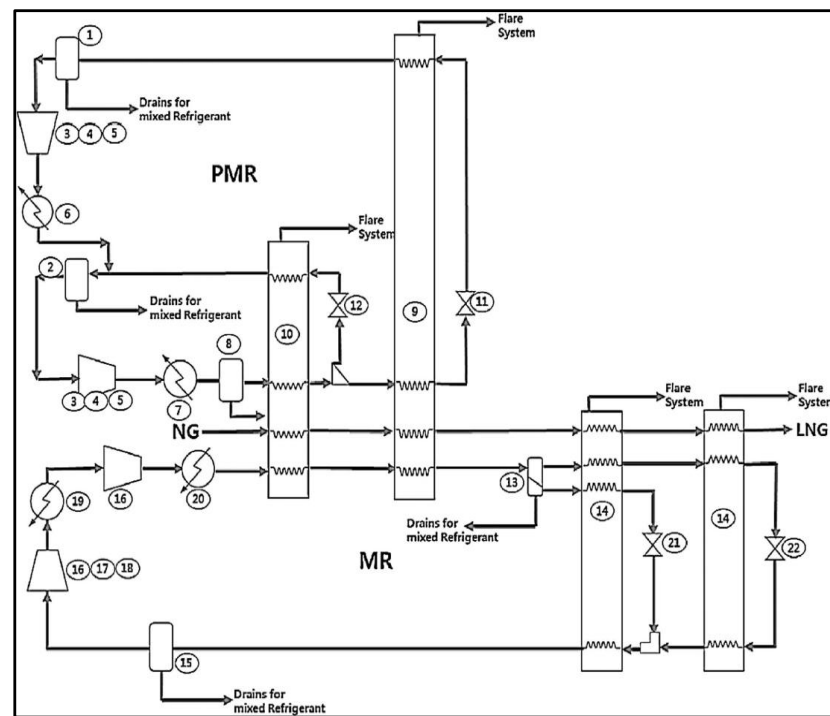 Flare
System
1
Drains for
mixed Refrigerant
3 4 5
PMR
6
Flare
System
2
Drains for
mixed Refrigerant
12
11
9
10
8
3 4 5
7
NG
Flare
System
Flare
System
LNG
16
20
13
19
14
14
Drains for
mixed Refrigerant
21
22
MR
16 17 18
15
Drains for
mixed Refrigerant